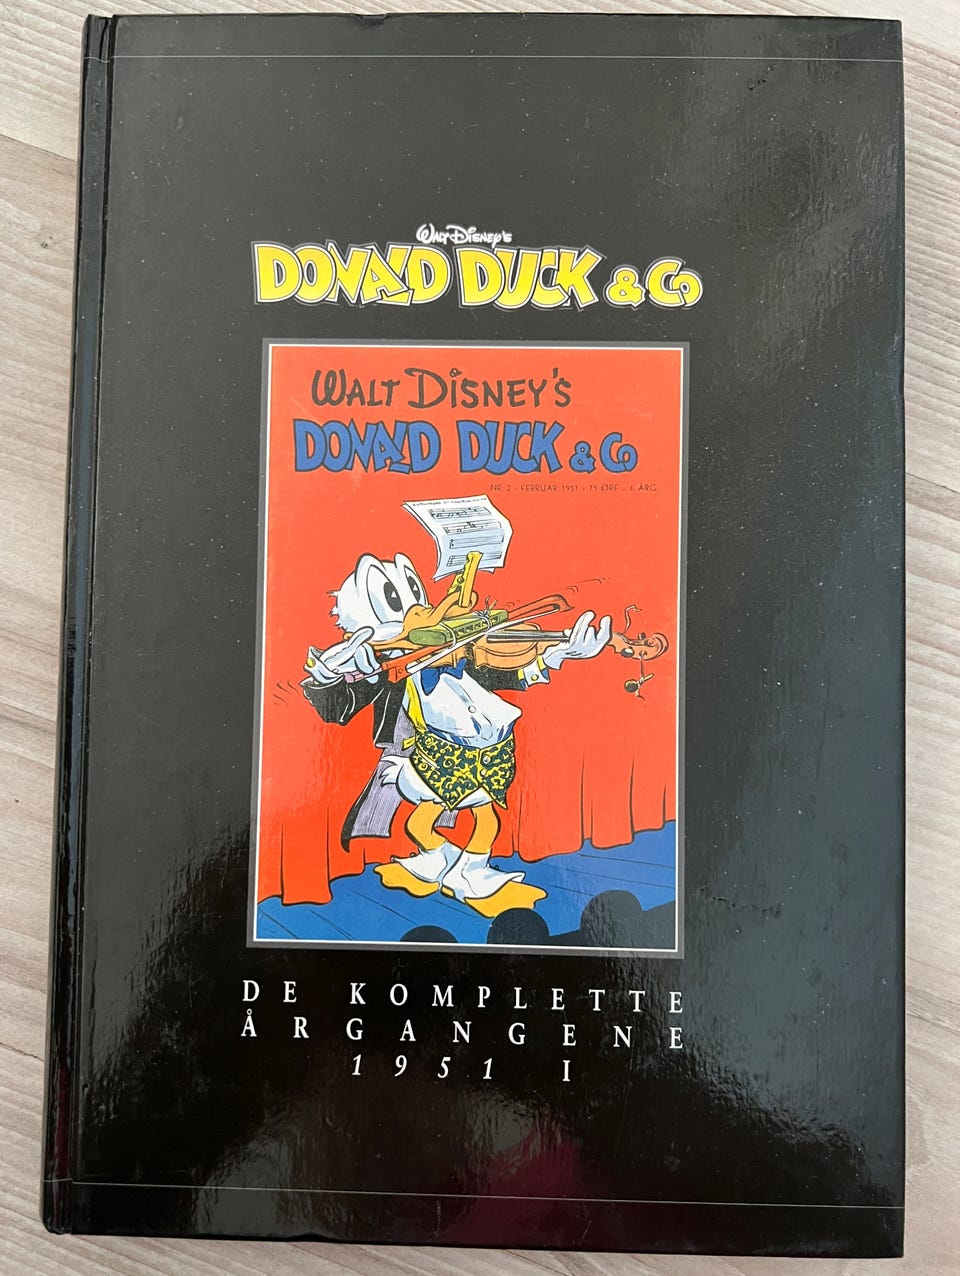 WALT DISNEY'S
DONALD DUCK & Co
WALT DISNEY'S
DONALD DUCK & Co
NR. 2 - FEBRUAR 1951 - 75 ØRE - 4. ÅRG.
DE KOMPLETTE
ÅRGANGENE
1951 I